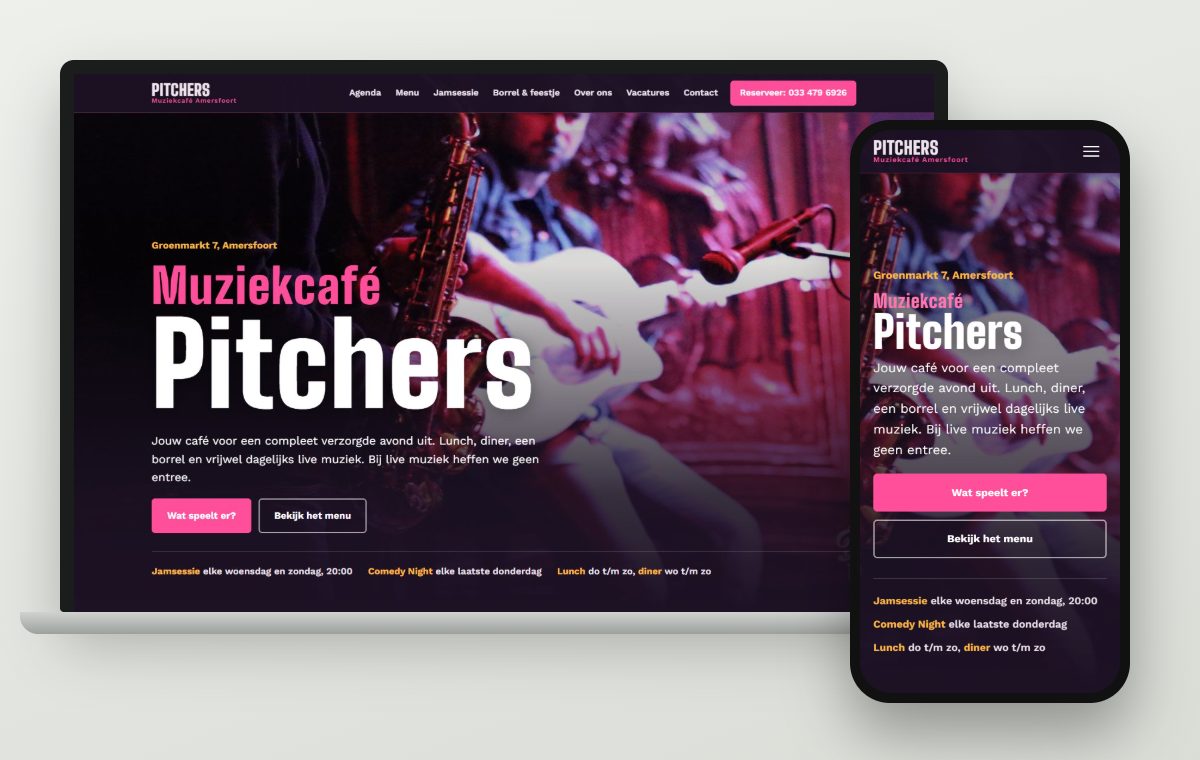 PITCHERS
Muziekcafé Amersfoort
Agenda Menu Jamsessie Borrel & feestje Over ons Vacatures Contact Reserveer: 033 479 6926
Groenmarkt 7, Amersfoort
Muziekcafé
Pitchers
Jouw café voor een compleet verzorgde avond uit. Lunch, diner, een
borrel en vrijwel dagelijks live muziek. Bij live muziek heffen we geen
entree.
Wat speelt er? Bekijk het menu
Jamsessie elke woensdag en zondag, 20:00 Comedy Night elke laatste donderdag Lunch do t/m zo, diner wo t/m zo
PITCHERS
Muziekcafé Amersfoort
Groenmarkt 7, Amersfoort
Muziekcafé
Pitchers
Jouw café voor een compleet
verzorgde avond uit. Lunch, diner,
een borrel en vrijwel dagelijks live
muziek. Bij live muziek heffen we
geen entree.
Wat speelt er?
Bekijk het menu
Jamsessie elke woensdag en zondag, 20:00
Comedy Night elke laatste donderdag
Lunch do t/m zo, diner wo t/m zo